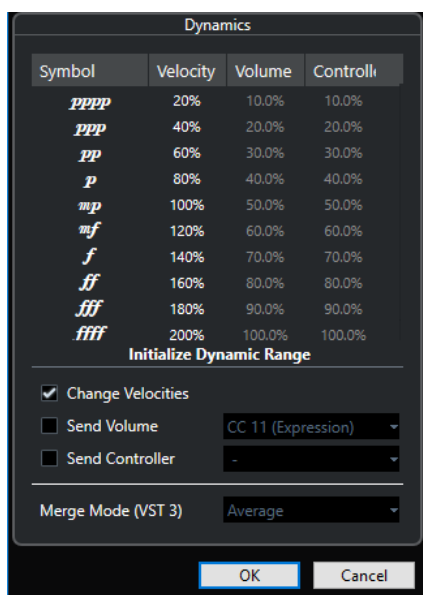 Dynamics
Symbol Velocity Volume Controlle
pppp 20% 10.0% 10.0%
ppp 40% 20.0% 20.0%
pp 60% 30.0% 30.0%
p 80% 40.0% 40.0%
mp 100% 50.0% 50.0%
mf 120% 60.0% 60.0%
f 140% 70.0% 70.0%
ff 160% 80.0% 80.0%
fff 180% 90.0% 90.0%
ffff 200% 100.0% 100.0%
Initialize Dynamic Range
Change Velocities
Send Volume CC 11 (Expression)
Send Controller -
Merge Mode (VST 3) Average
OK Cancel